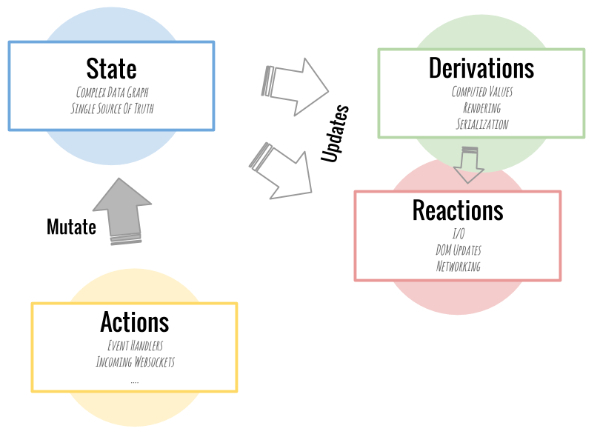 State
Complex Data Graph
Single Source Of Truth
Updates
Derivations
Computed Values
Rendering
Serialization
Reactions
I/O
DOM Updates
Networking
Mutate
Actions
Event Handlers
Incoming Websockets
....